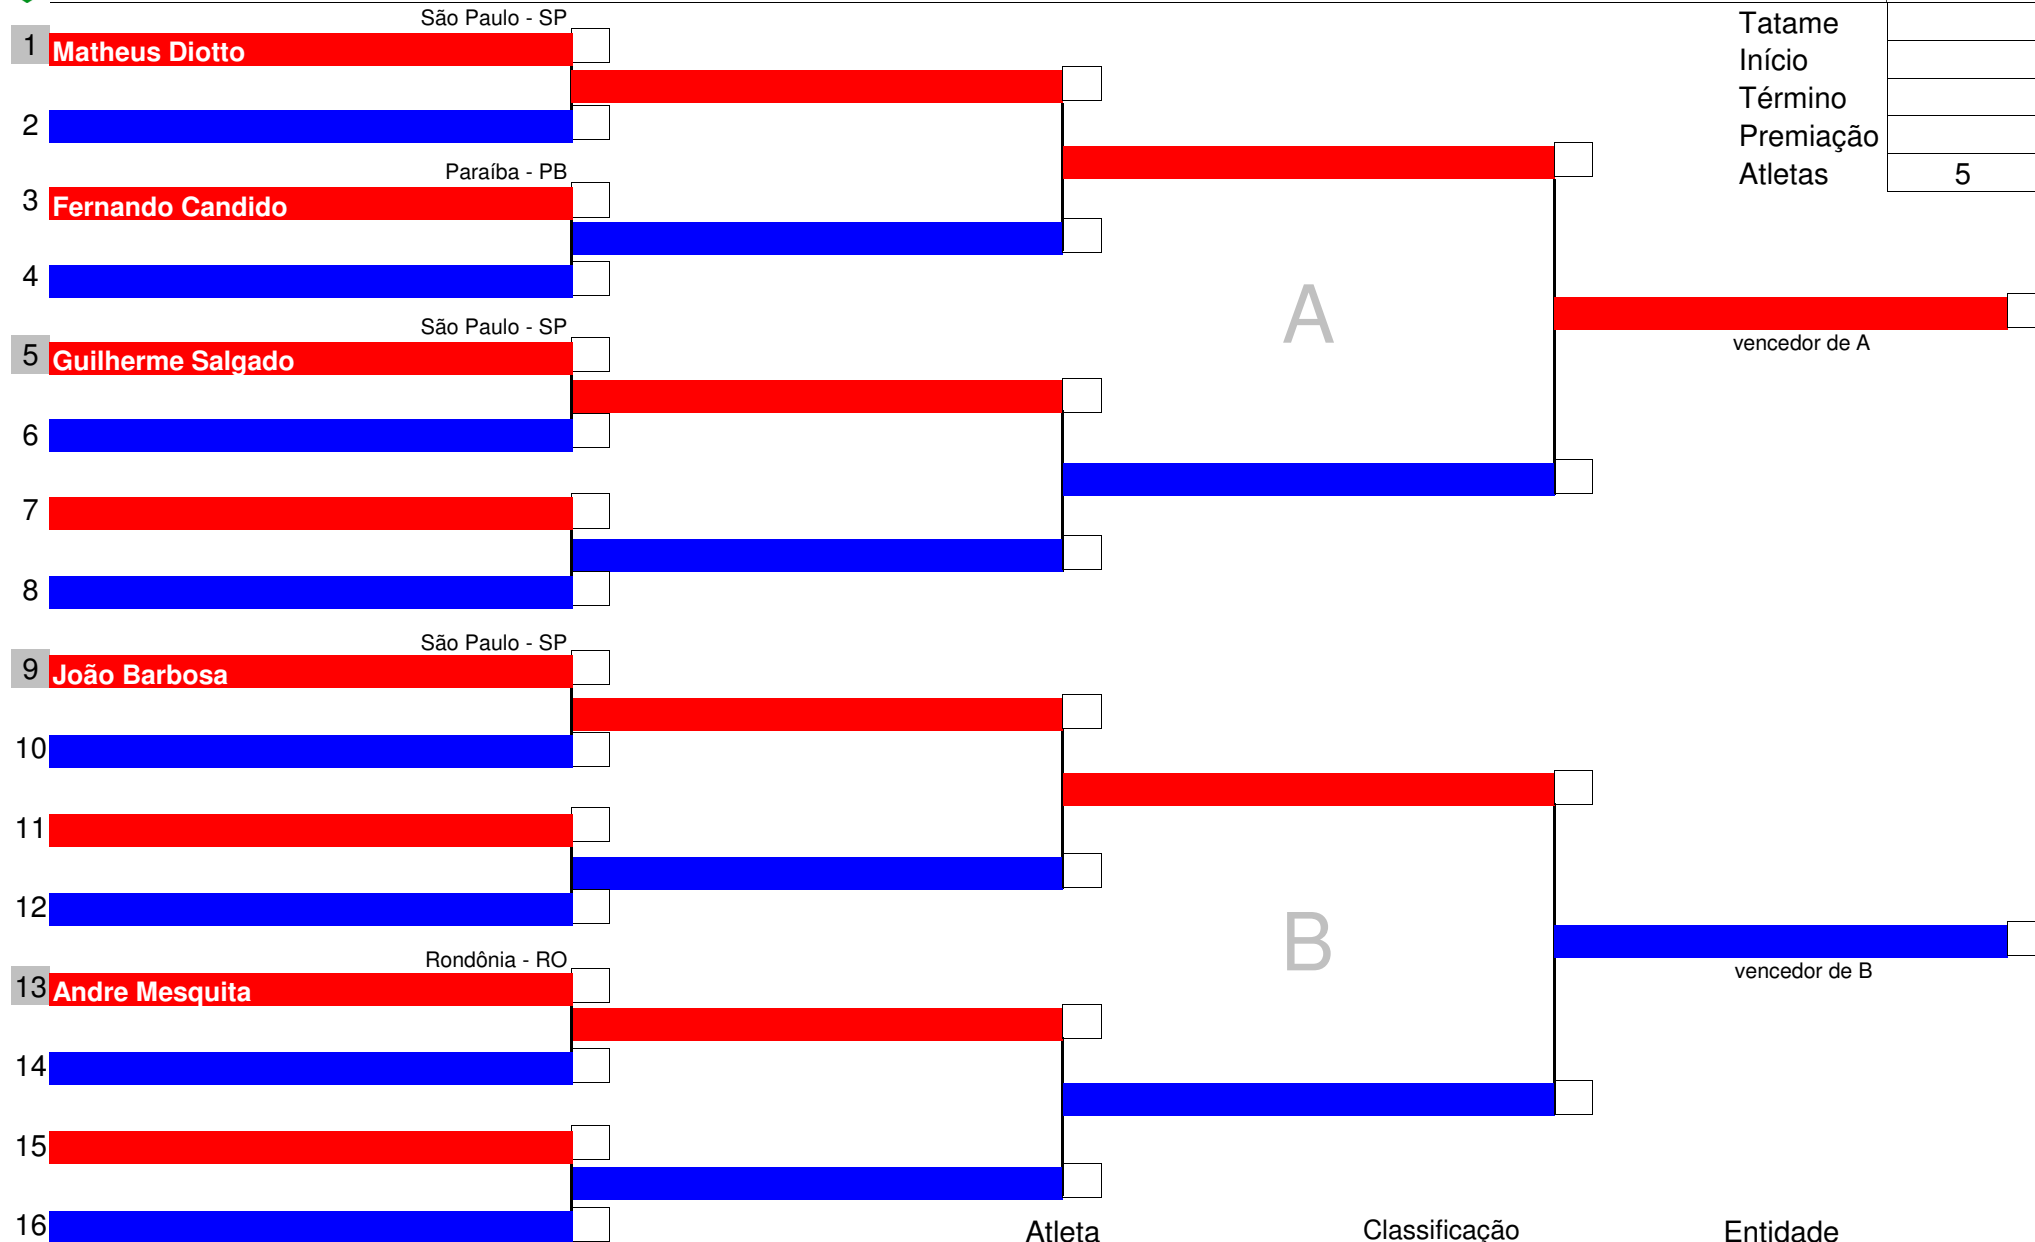 São Paulo - SP
1 Matheus Diotto
2
Paraíba - PB
3 Fernando Candido
4
São Paulo - SP
5 Guilherme Salgado
6
7
8
São Paulo - SP
9 João Barbosa
10
11
12
Rondônia - RO
13 Andre Mesquita
14
15
16
A
B
vencedor de A
vencedor de B
Tatame
Início
Término
Premiação
Atletas 5
Atleta Classificação Entidade